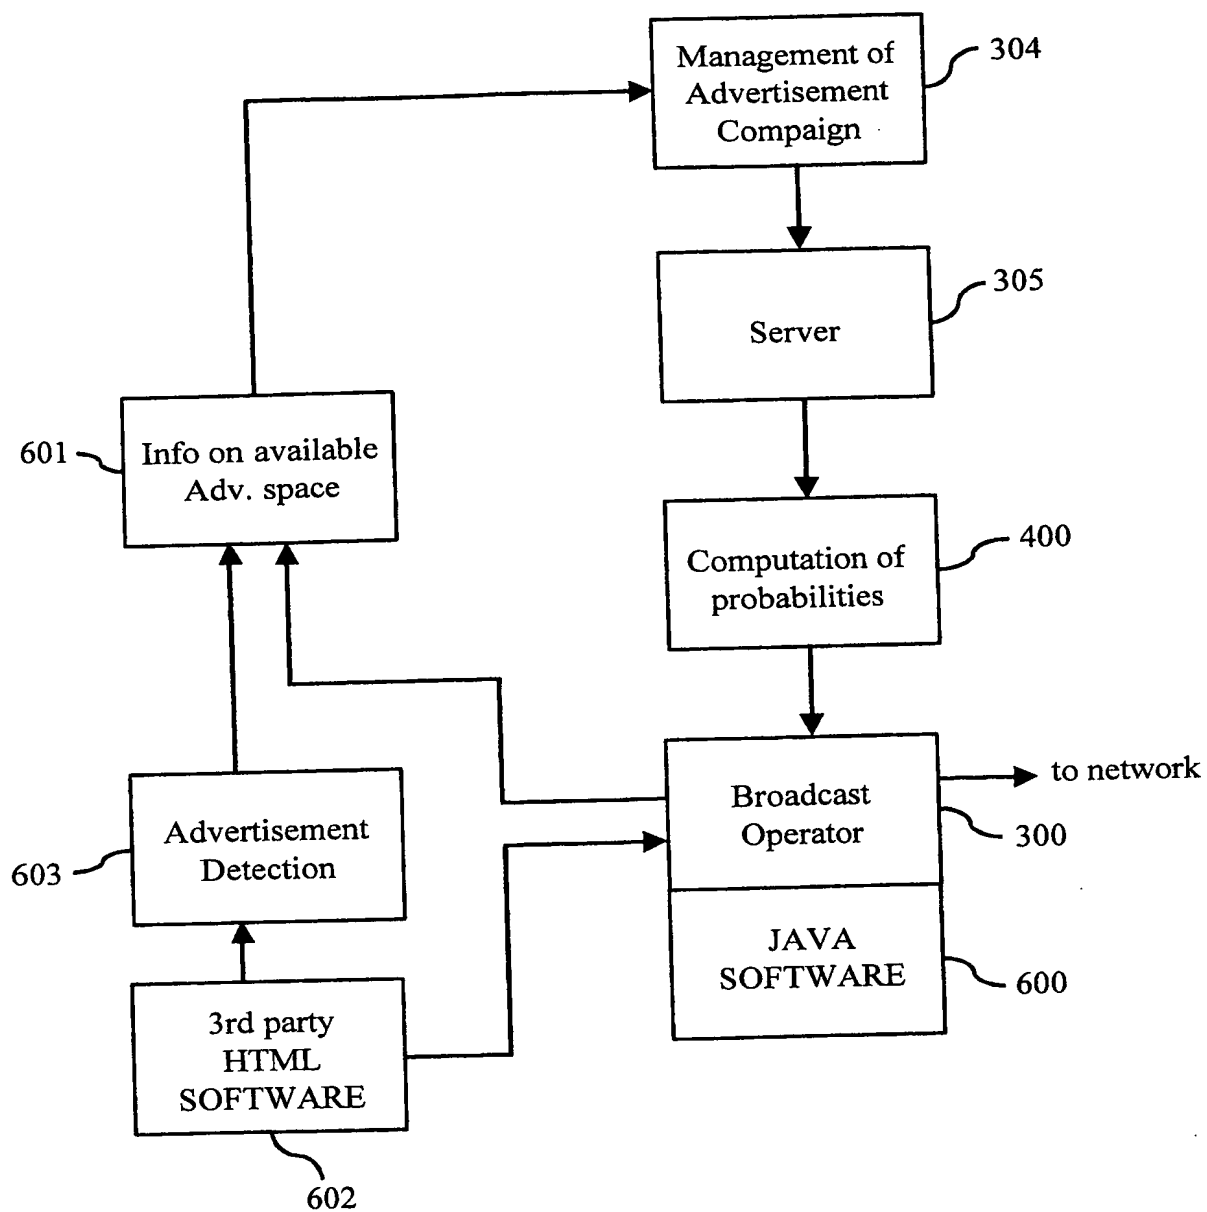 Management of
Advertisement
Compaign
304
Server
305
Info on available
Adv. space
601
Computation of
probabilities
400
Broadcast
Operator
to network
300
Advertisement
Detection
603
JAVA
SOFTWARE
600
3rd party
HTML
SOFTWARE
602